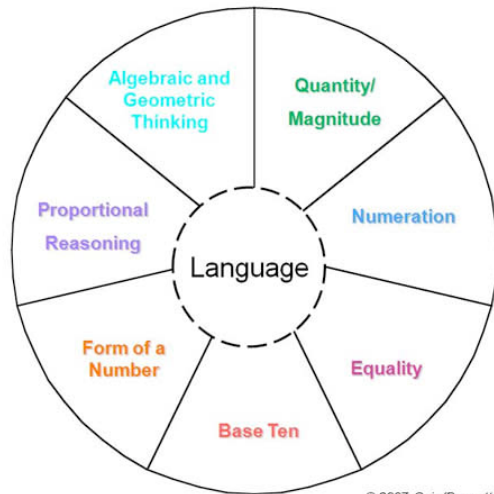 Algebraic and
Geometric
Thinking
Quantity/
Magnitude
Proportional
Reasoning
Numeration
Language
Form of a
Number
Equality
Base Ten